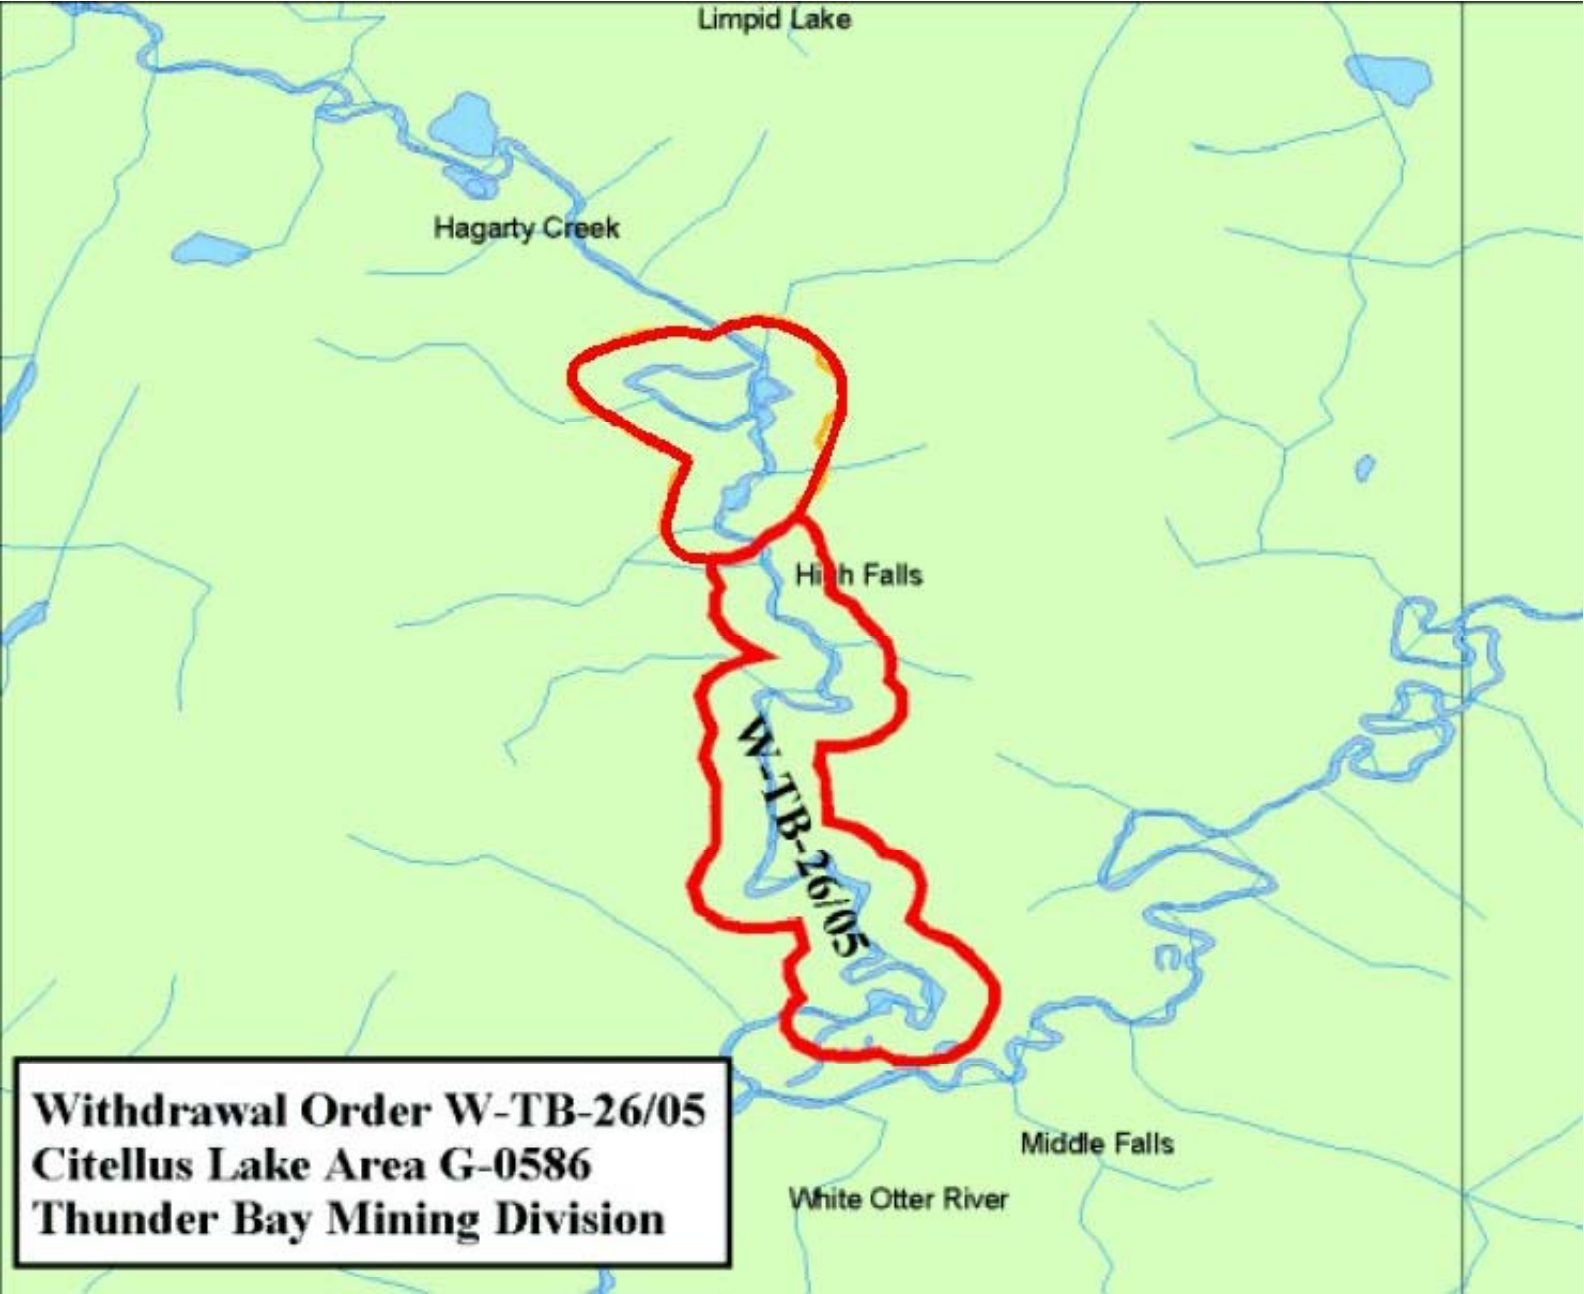 Limpid Lake
Hagarty Creek
High Falls
W-TB-26/05
Withdrawal Order W-TB-26/05
Citellus Lake Area G-0586
Thunder Bay Mining Division
Middle Falls
White Otter River